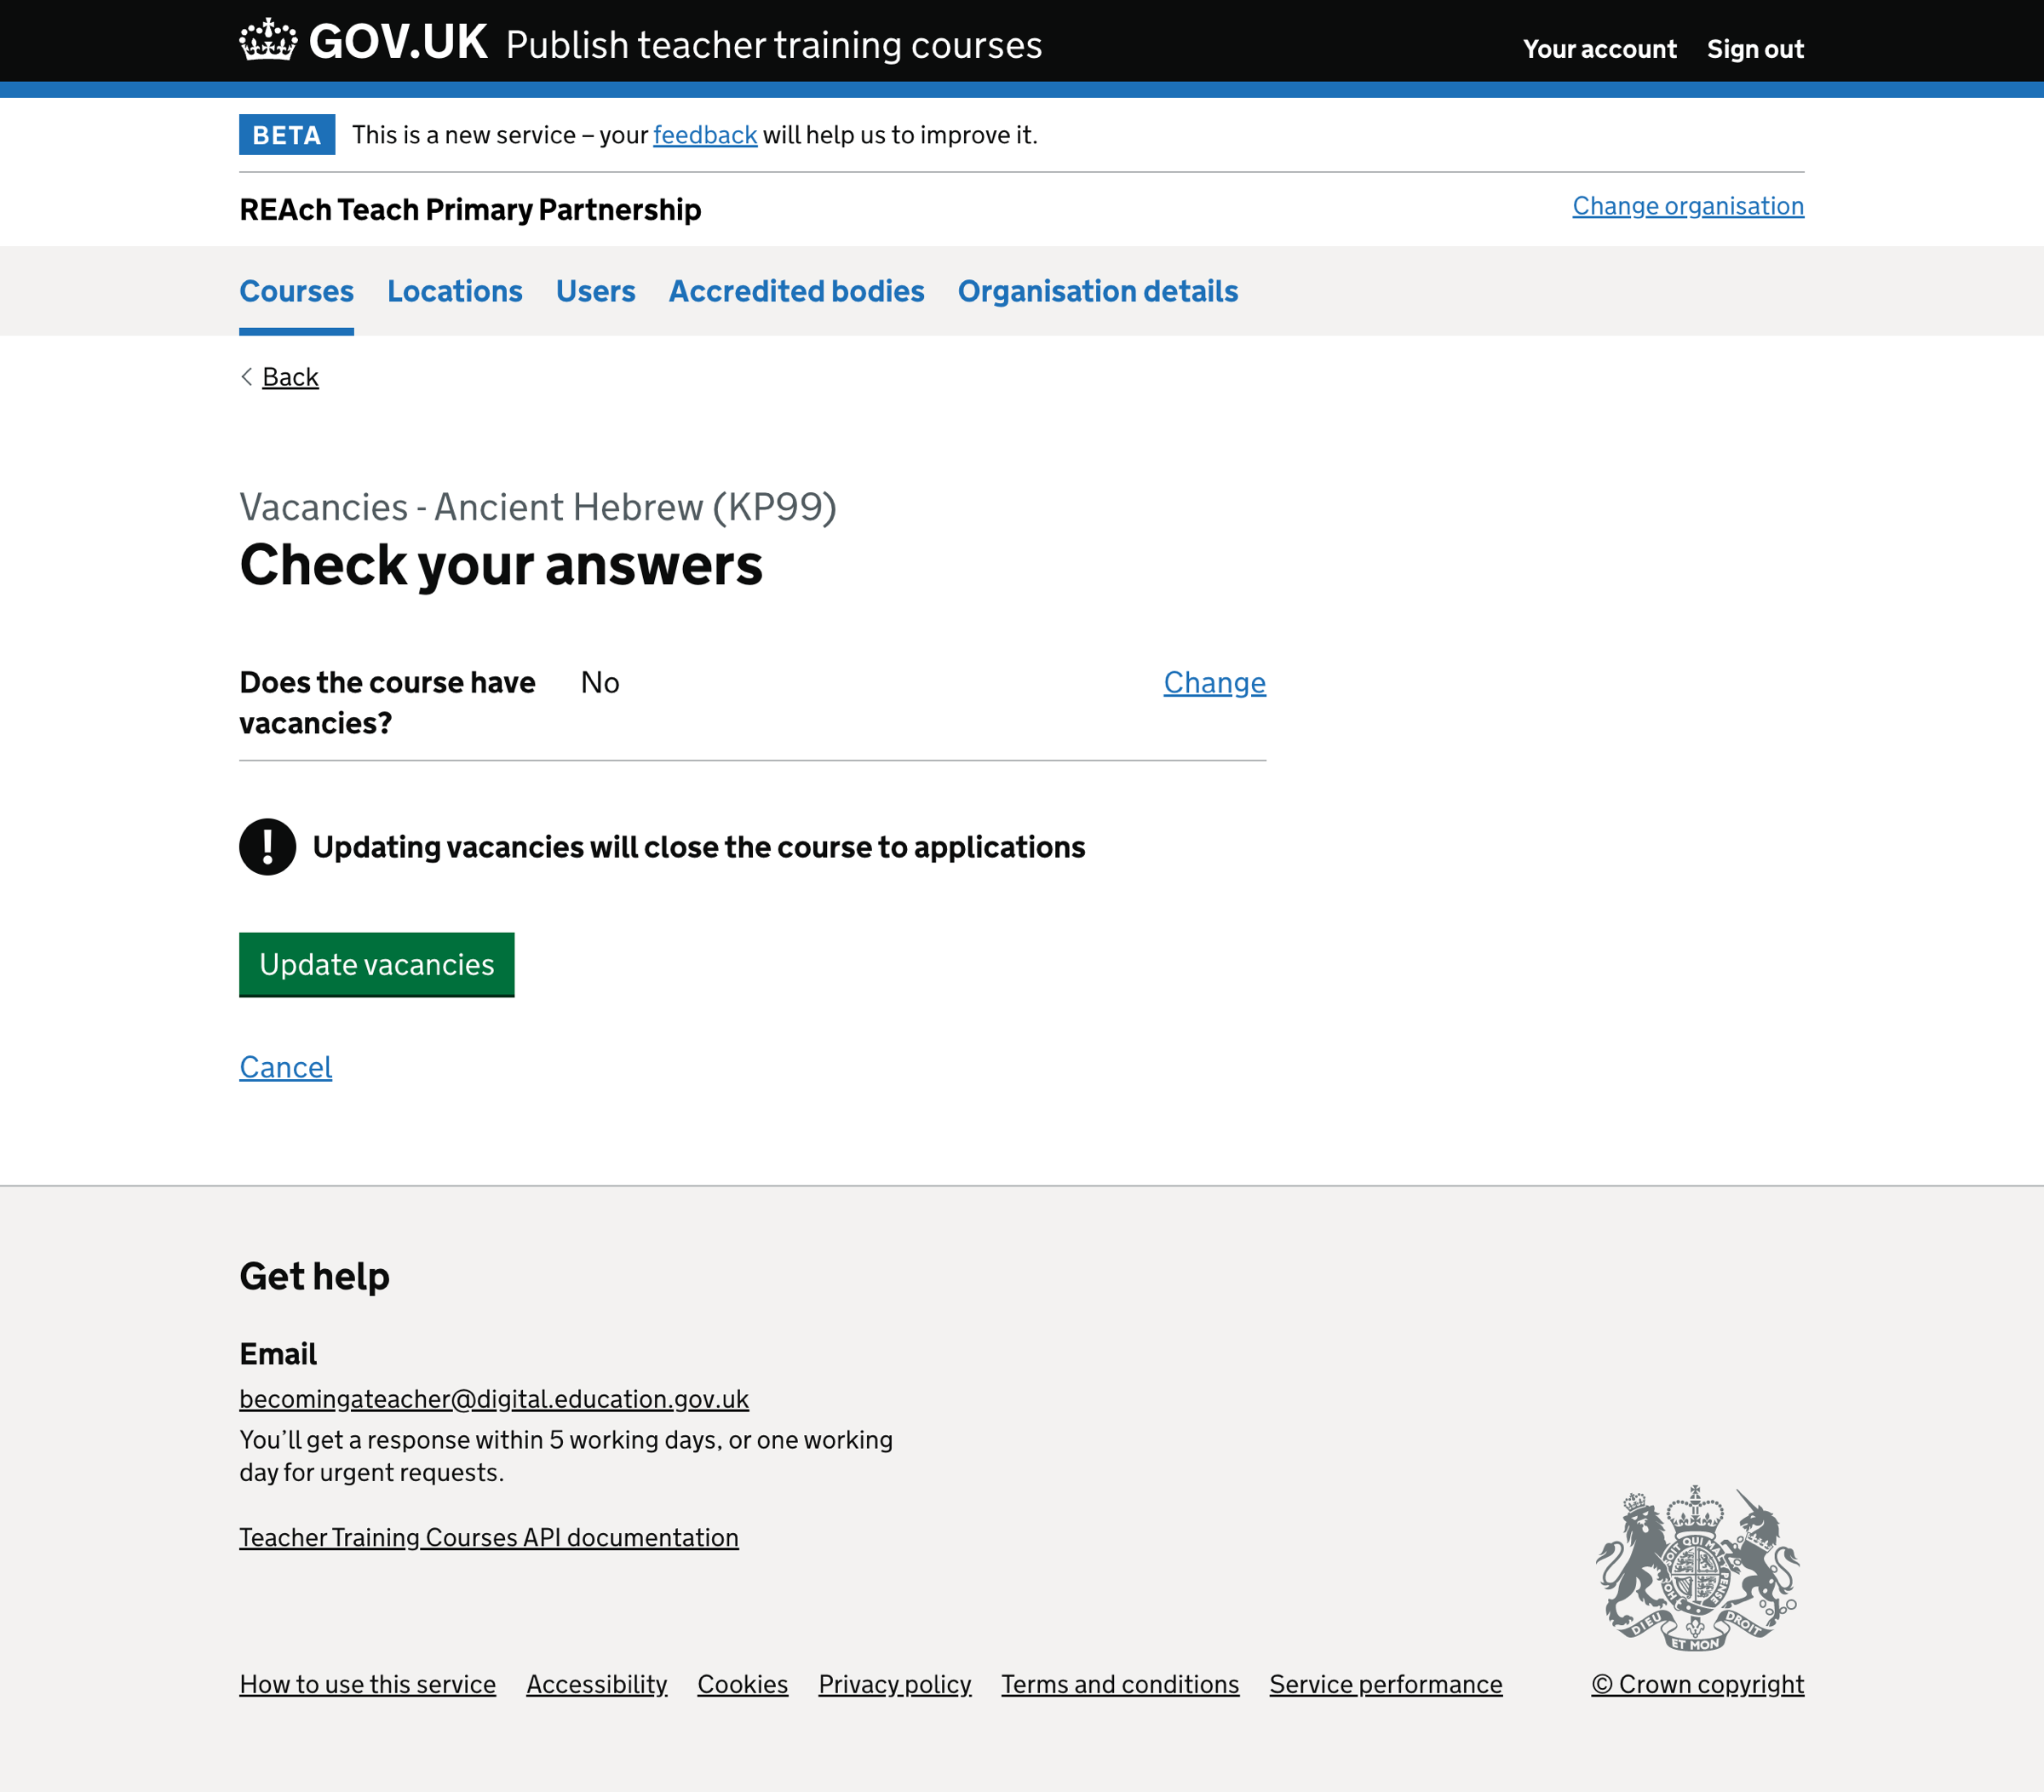 GOV.UK Publish teacher training courses
Your account Sign out
BETA This is a new service – your feedback will help us to improve it.
REAch Teach Primary Partnership
Change organisation
Courses Locations Users Accredited bodies Organisation details
Back
Vacancies - Ancient Hebrew (KP99)
Check your answers
Does the course have
vacancies?
No
Change
! Updating vacancies will close the course to applications
Update vacancies
Cancel
Get help
Email
becomingateacher@digital.education.gov.uk
You’ll get a response within 5 working days, or one working
day for urgent requests.
Teacher Training Courses API documentation
DIEU ET MON DROIT
How to use this service Accessibility Cookies Privacy policy Terms and conditions Service performance
© Crown copyright